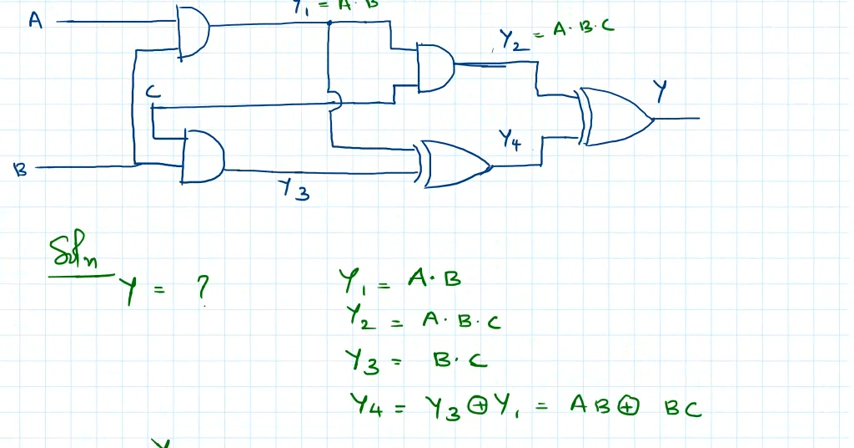 Y1 = A·B
A
Y2 = A·B·C
C
Y
Y4
B
Y3
Soln
Y = ?
Y1 = A·B
Y2 = A·B·C
Y3 = B·C
Y4 = Y3 ⊕ Y1 = AB ⊕ BC
Y